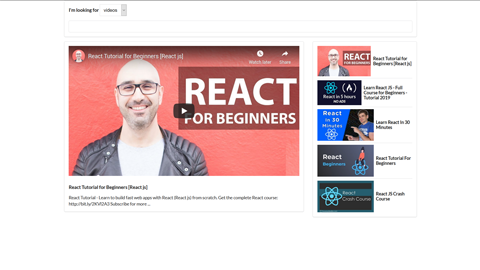 I'm looking for videos
React Tutorial for Beginners [React js]
Watch later
Share
REACT
FOR BEGINNERS
React Tutorial for Beginners [React js]
React Tutorial - Learn to build fast web apps with React (React js) from scratch. Get the complete React course:
Subscribe for more ...
REACT
FOR BEGINNERS
React Tutorial for
Beginners [React js]
React in 5 hours
NO ADS
Learn React JS - Full
Course for Beginners -
Tutorial 2019
React
In 30
Minutes
Learn React In 30
Minutes
React
Beginners
React Tutorial For
Beginners
React
Crash Course
React JS Crash
Course